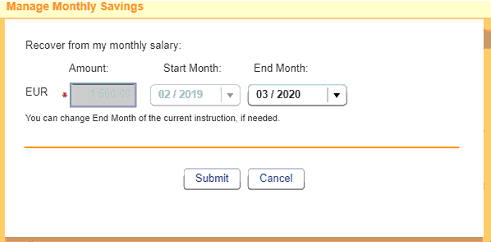 Manage Monthly Savings
Recover from my monthly salary:
Amount: Start Month: End Month:
EUR * 1 500.00 02 / 2019 03 / 2020
You can change End Month of the current instruction, if needed.
Submit Cancel